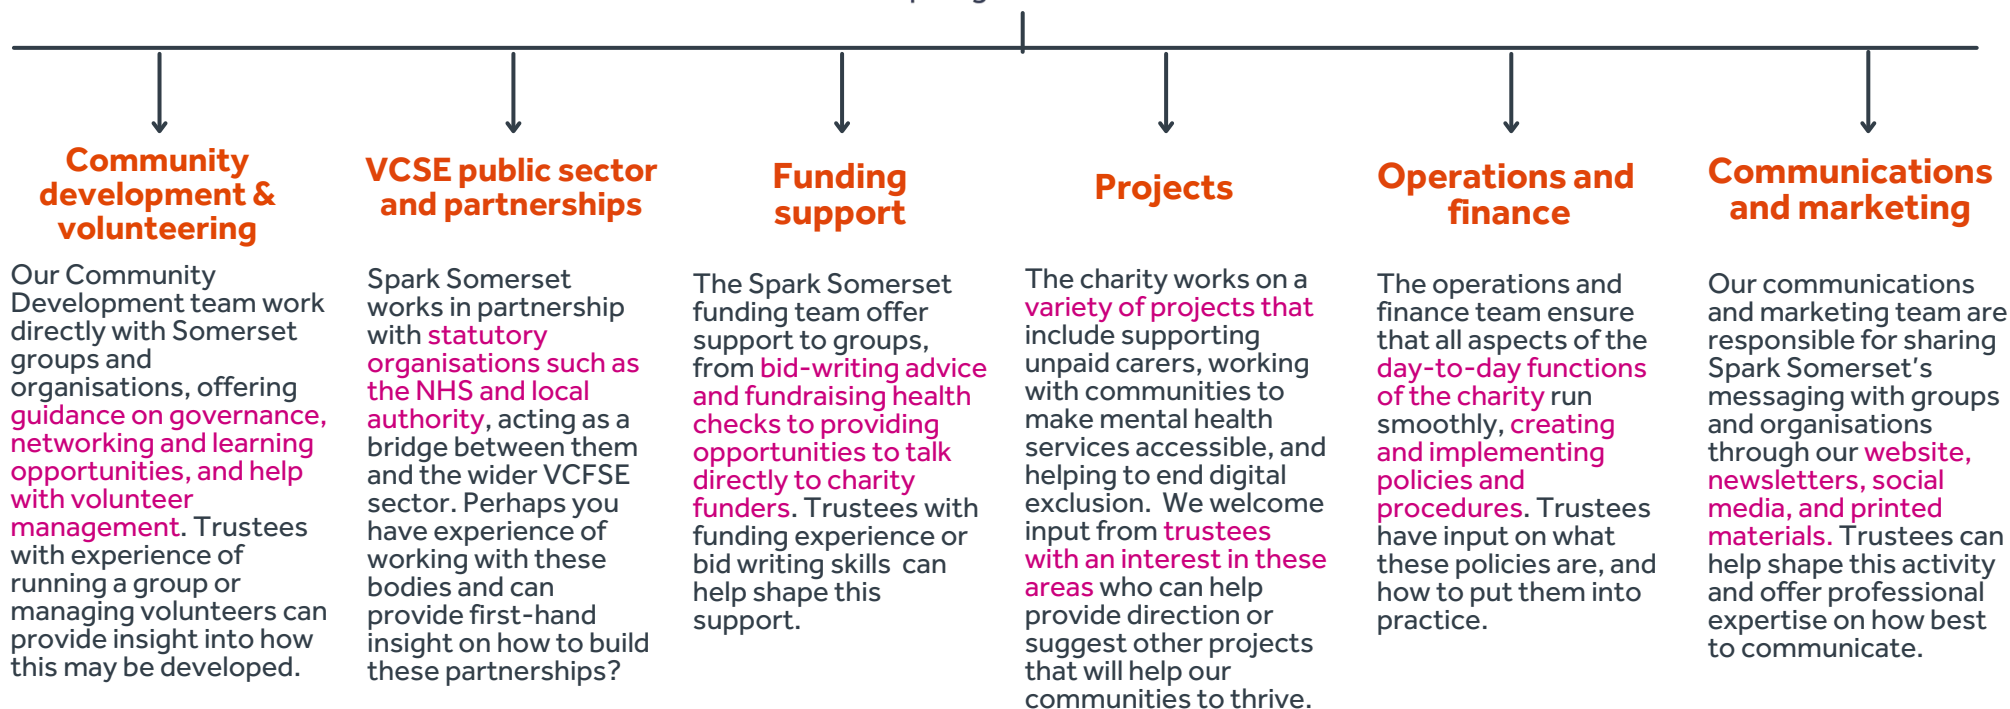 Community
development &
volunteering
Our Community
Development team work
directly with Somerset
groups and
organisations, offering
guidance on governance,
networking and learning
opportunities, and help
with volunteer
management. Trustees
with experience of
running a group or
managing volunteers can
provide insight into how
this may be developed.
VCSE public sector
and partnerships
Spark Somerset
works in partnership
with statutory
organisations such as
the NHS and local
authority, acting as a
bridge between them
and the wider VCFSE
sector. Perhaps you
have experience of
working with these
bodies and can
provide first-hand
insight on how to build
these partnerships?
Funding
support
The Spark Somerset
funding team offer
support to groups,
from bid-writing advice
and fundraising health
checks to providing
opportunities to talk
directly to charity
funders. Trustees with
funding experience or
bid writing skills can
help shape this
support.
Projects
The charity works on a
variety of projects that
include supporting
unpaid carers, working
with communities to
make mental health
services accessible, and
helping to end digital
exclusion. We welcome
input from trustees
with an interest in these
areas who can help
provide direction or
suggest other projects
that will help our
communities to thrive.
Operations and
finance
The operations and
finance team ensure
that all aspects of the
day-to-day functions
of the charity run
smoothly, creating
and implementing
policies and
procedures. Trustees
have input on what
these policies are, and
how to put them into
practice.
Communications
and marketing
Our communications
and marketing team are
responsible for sharing
Spark Somerset's
messaging with groups
and organisations
through our website,
newsletters, social
media, and printed
materials. Trustees can
help shape this activity
and offer professional
expertise on how best
to communicate.